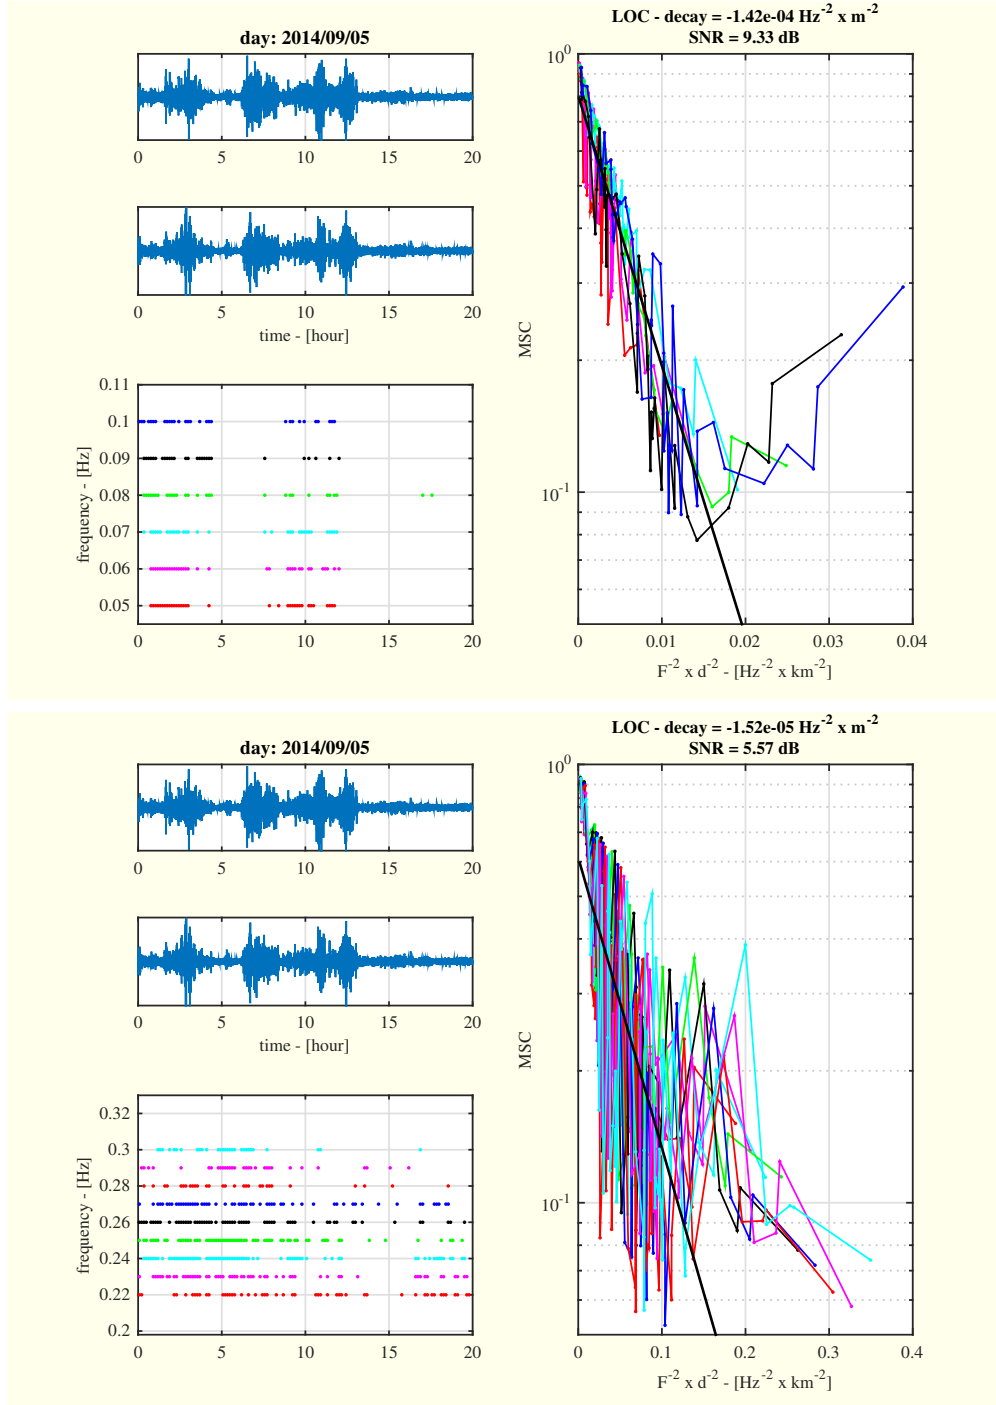 day: 2014/09/05
0 5 10 15 20
0 5 10 15 20
time - [hour]
0.11
0.1
0.09
0.08
0.07
0.06
0.05
frequency - [Hz]
0 5 10 15 20
LOC - decay = -1.42e-04 Hz^-2 x m^-2
SNR = 9.33 dB
10^0
MSC
10^-1
0 0.01 0.02 0.03 0.04
F^-2 x d^-2 - [Hz^-2 x km^-2]
day: 2014/09/05
0 5 10 15 20
0 5 10 15 20
time - [hour]
0.32
0.3
0.28
0.26
0.24
0.22
0.2
frequency - [Hz]
0 5 10 15 20
LOC - decay = -1.52e-05 Hz^-2 x m^-2
SNR = 5.57 dB
10^0
MSC
10^-1
0 0.1 0.2 0.3 0.4
F^-2 x d^-2 - [Hz^-2 x km^-2]